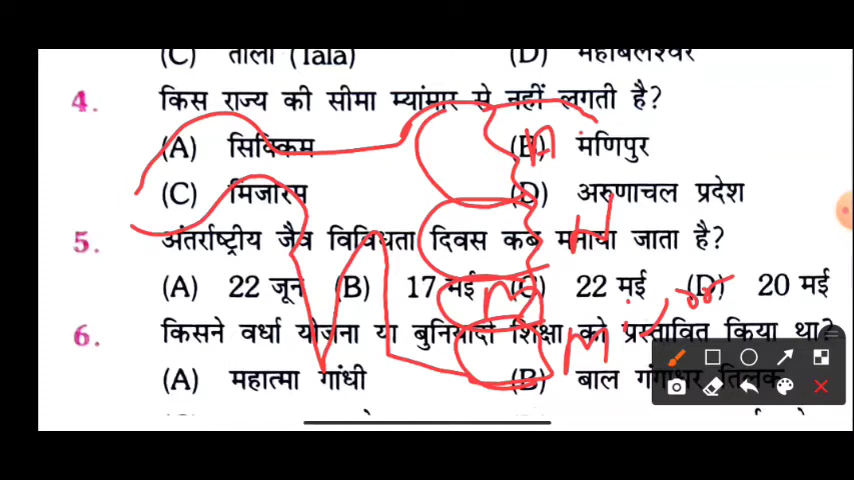 (C) ताला (Tala) (D) महाबलेश्वर
4. किस राज्य की सीमा म्यांमार से नहीं लगती है?
(A) सिक्किम (B) मणिपुर
(C) मिजोरम (D) अरुणाचल प्रदेश
5. अंतर्राष्ट्रीय जैव विविधता दिवस कब मनाया जाता है?
(A) 22 जून (B) 17 मई (C) 22 मई (D) 20 मई
6. किसने वर्धा योजना या बुनियादी शिक्षा को प्रस्तावित किया था?
(A) महात्मा गांधी (B) बाल गंगाधर तिलक